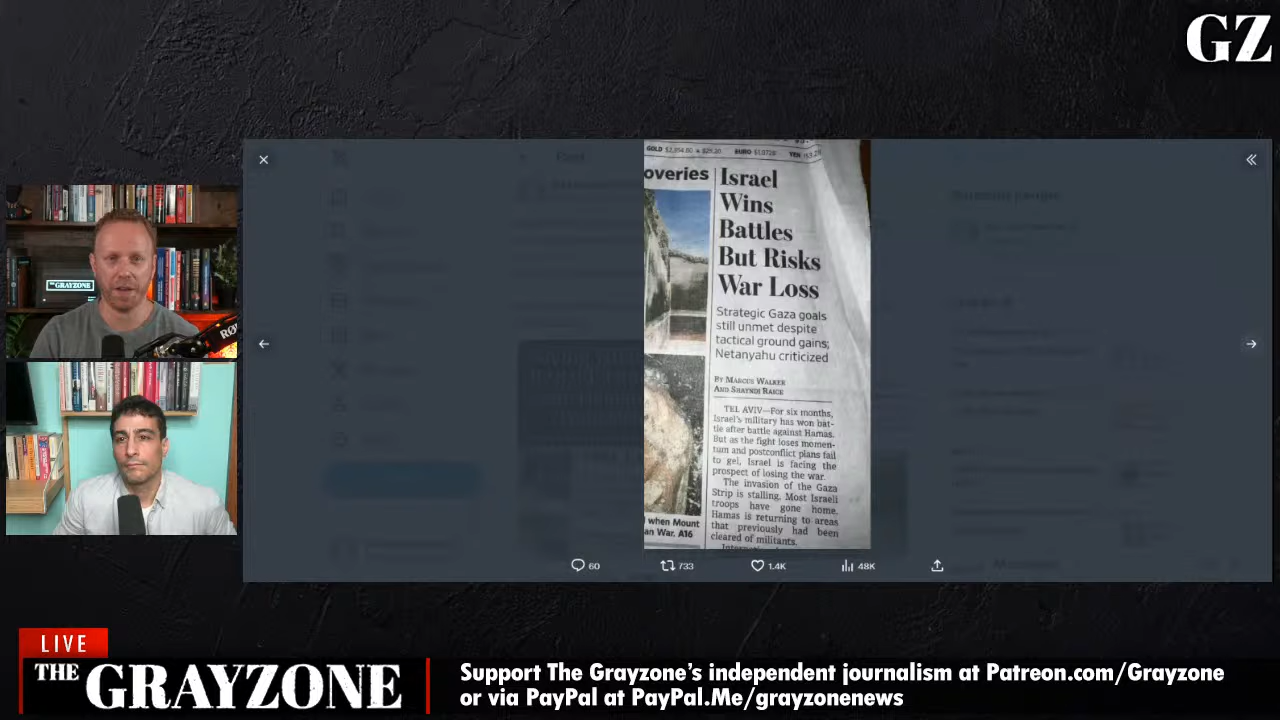 GZ
GOLD
EURO
YEN
overies
Israel
Wins
Battles
But Risks
War Loss
Strategic Gaza goals
still unmet despite
tactical ground gains;
Netanyahu criticized
BY MARCUS WALKER
AND SHAYNDI RAICE
TEL AVIV—For six months,
Israel's military has won bat-
tle after battle against Hamas.
But as the fight loses momen-
tum and postconflict plans fail
to gel, Israel is facing the
prospect of losing the war.
The invasion of the Gaza
Strip is stalling. Most Israeli
troops have gone home.
Hamas is returning to areas
that previously had been
cleared of militants.
when Mount
an War. A16
60
733
1.4K
48K
THE GRAYZONE
LIVE
THE GRAYZONE
Support The Grayzone's independent journalism at Patreon.com/Grayzone
or via PayPal at PayPal.Me/grayzonenews